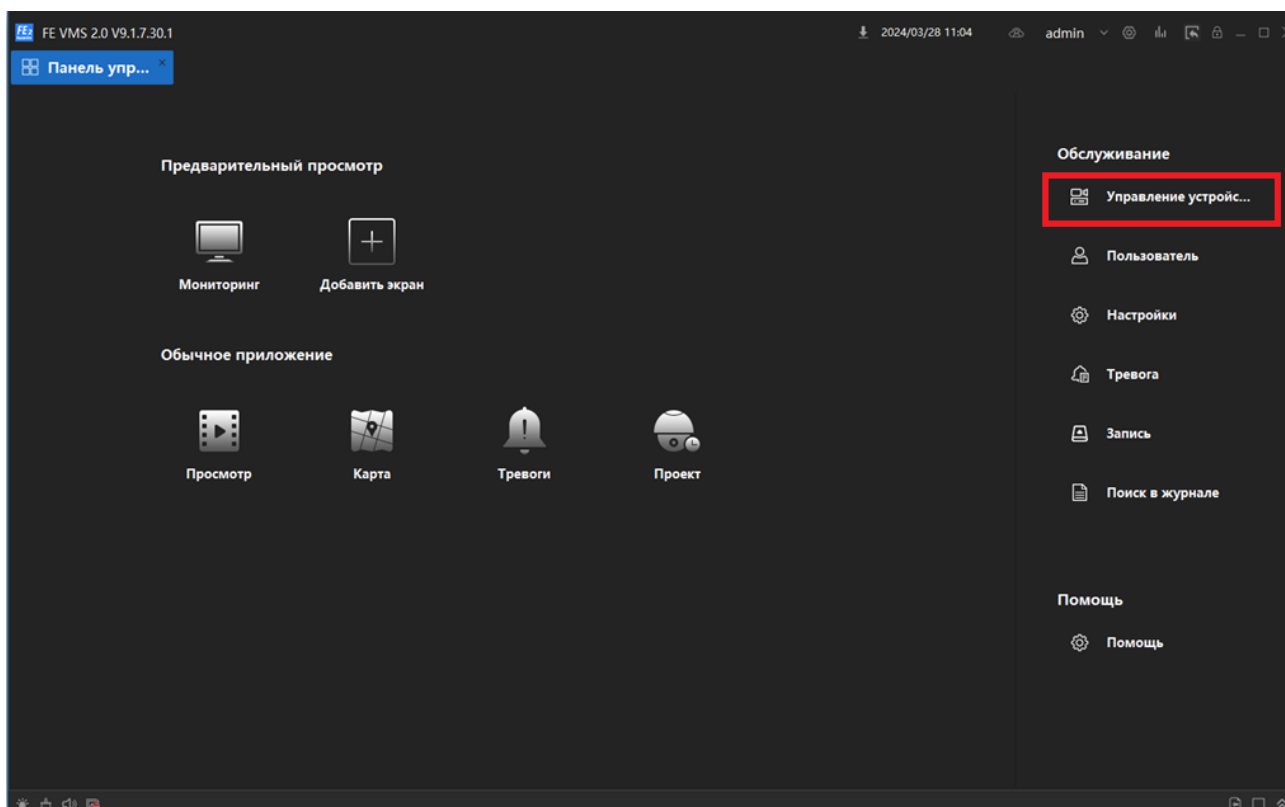 FE VMS 2.0 V9.1.7.30.1
2024/03/28 11:04
admin
Панель упр...
Предварительный просмотр
Мониторинг
Добавить экран
Обычное приложение
Просмотр
Карта
Тревоги
Проект
Обслуживание
Управление устройс...
Пользователь
Настройки
Тревога
Запись
Поиск в журнале
Помощь
Помощь